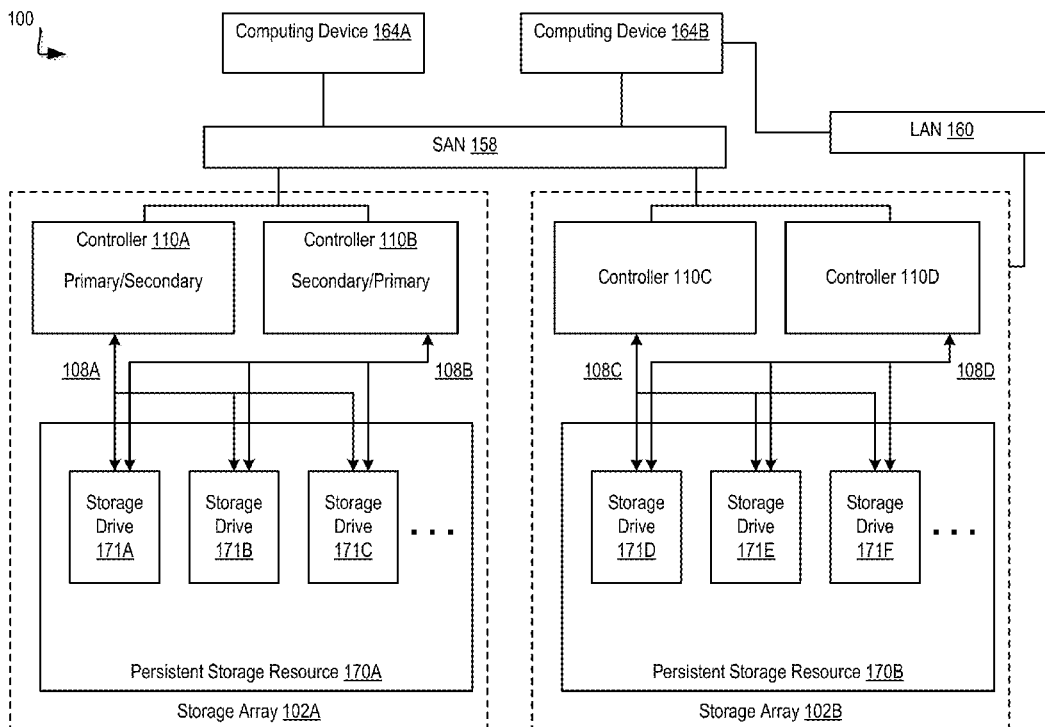 100
Computing Device 164A
Computing Device 164B
LAN 160
SAN 158
Controller 110A
Primary/Secondary
Controller 110B
Secondary/Primary
Controller 110C
Controller 110D
108A
108B
108C
108D
Storage
Drive
171A
Storage
Drive
171B
Storage
Drive
171C
. . .
Storage
Drive
171D
Storage
Drive
171E
Storage
Drive
171F
. . .
Persistent Storage Resource 170A
Persistent Storage Resource 170B
Storage Array 102A
Storage Array 102B